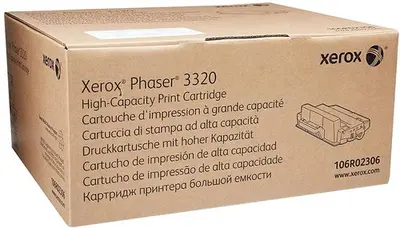 xerox
Xerox® Phaser® 3320
High-Capacity Print Cartridge
Cartouche d'impression à grande capacité
Cartuccia di stampa ad alta capacità
Druckkartusche mit hoher Kapazität
Cartucho de impresión de alta capacidad
Cartucho de impressão de alta capacidade
Картридж принтера большой емкости
106R02306
www.xerox.com
xerox